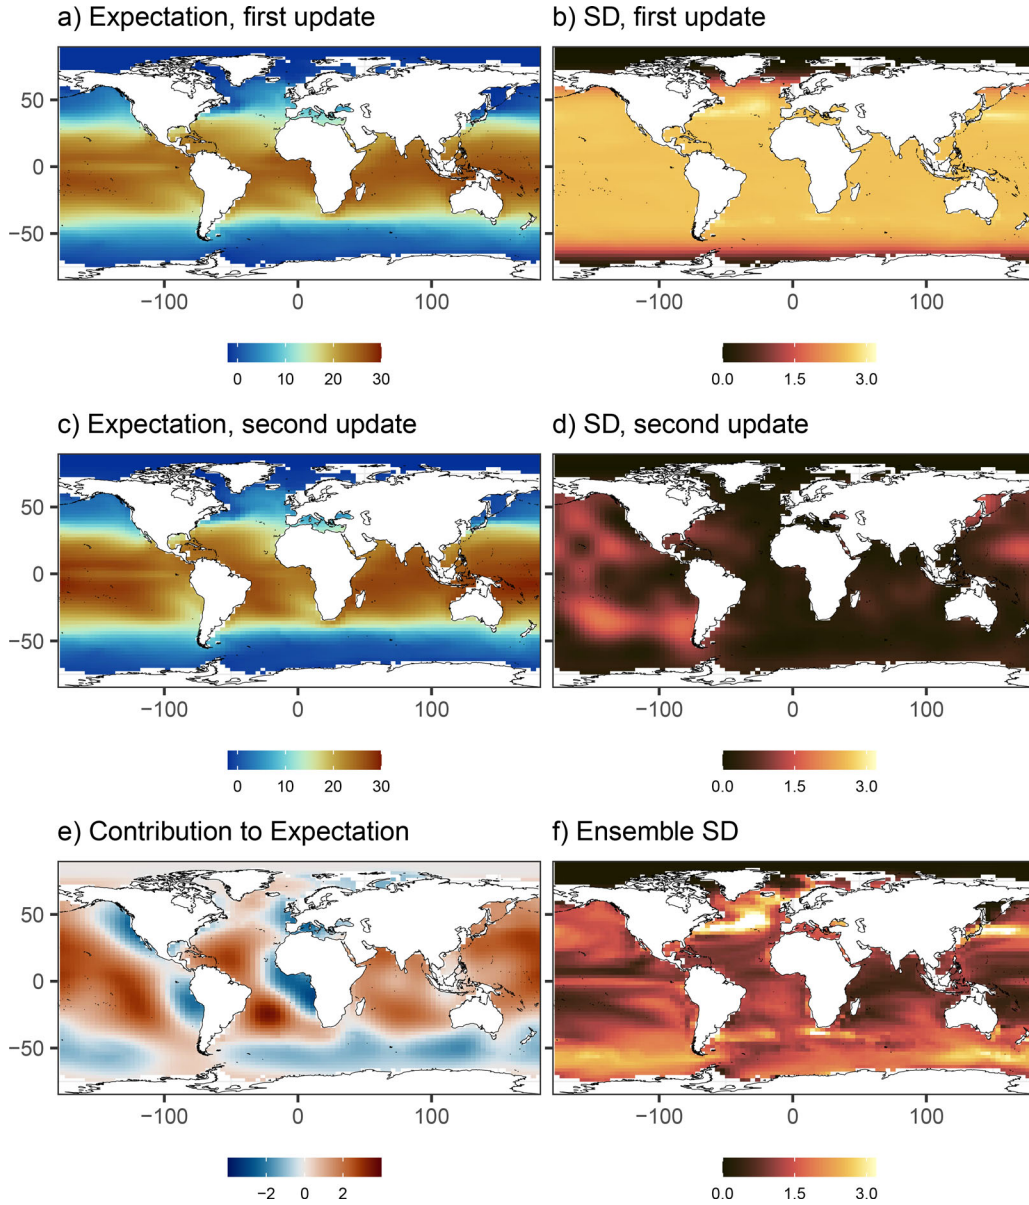 a) Expectation, first update
b) SD, first update
50
0
−50
−100 0 100
−100 0 100
0 10 20 30
0.0 1.5 3.0
c) Expectation, second update
d) SD, second update
50
0
−50
−100 0 100
−100 0 100
0 10 20 30
0.0 1.5 3.0
e) Contribution to Expectation
f) Ensemble SD
50
0
−50
−100 0 100
−100 0 100
−2 0 2
0.0 1.5 3.0